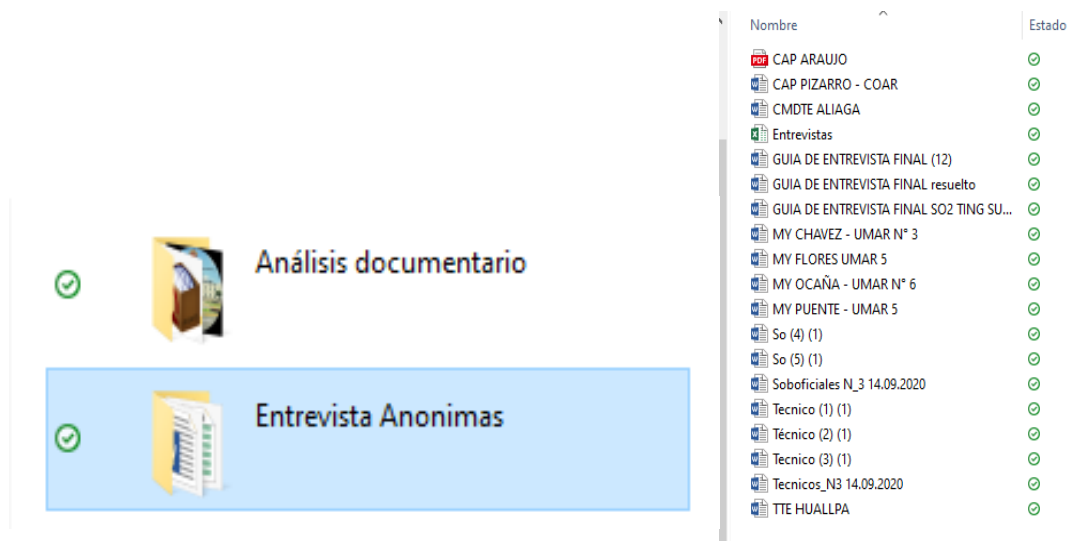 Análisis documentario
Entrevista Anonimas
Nombre Estado
CAP ARAUJO
CAP PIZARRO - COAR
CMDTE ALIAGA
Entrevistas
GUIA DE ENTREVISTA FINAL (12)
GUIA DE ENTREVISTA FINAL resuelto
GUIA DE ENTREVISTA FINAL SO2 TING SU...
MY CHAVEZ - UMAR N° 3
MY FLORES UMAR 5
MY OCAÑA - UMAR N° 6
MY PUENTE - UMAR 5
So (4) (1)
So (5) (1)
Soboficiales N_3 14.09.2020
Tecnico (1) (1)
Técnico (2) (1)
Tecnico (3) (1)
Tecnicos_N3 14.09.2020
TTE HUALLPA